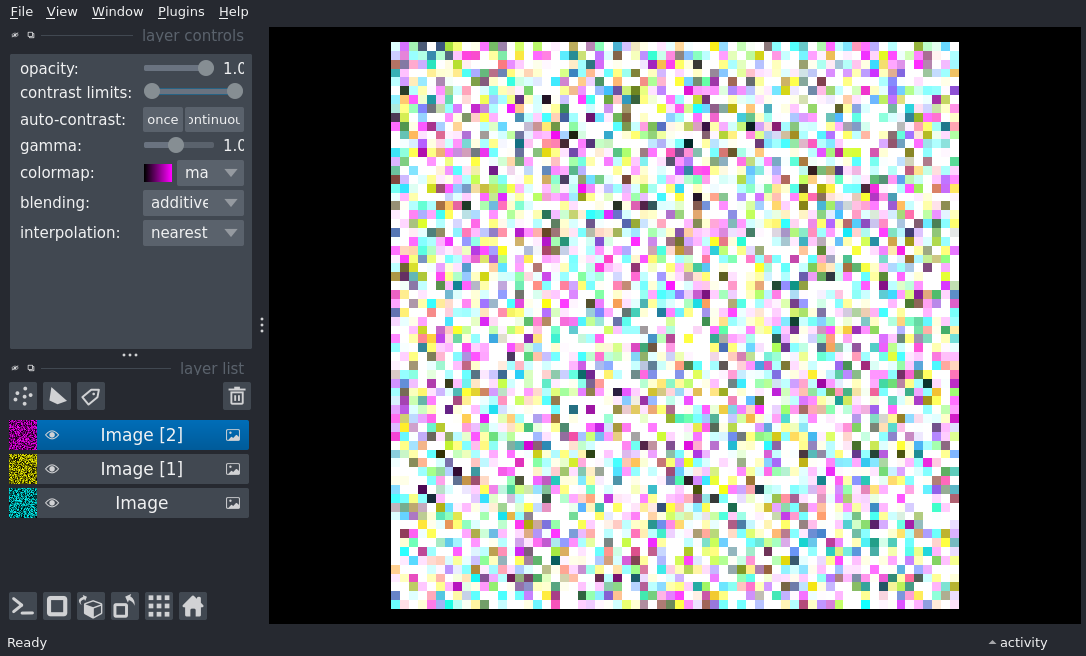 File View Window Plugins Help
layer controls
opacity: 1.0
contrast limits:
auto-contrast: once ontinuou
gamma: 1.0
colormap: ma
blending: additive
interpolation: nearest
layer list
Image [2]
Image [1]
Image
Ready
activity